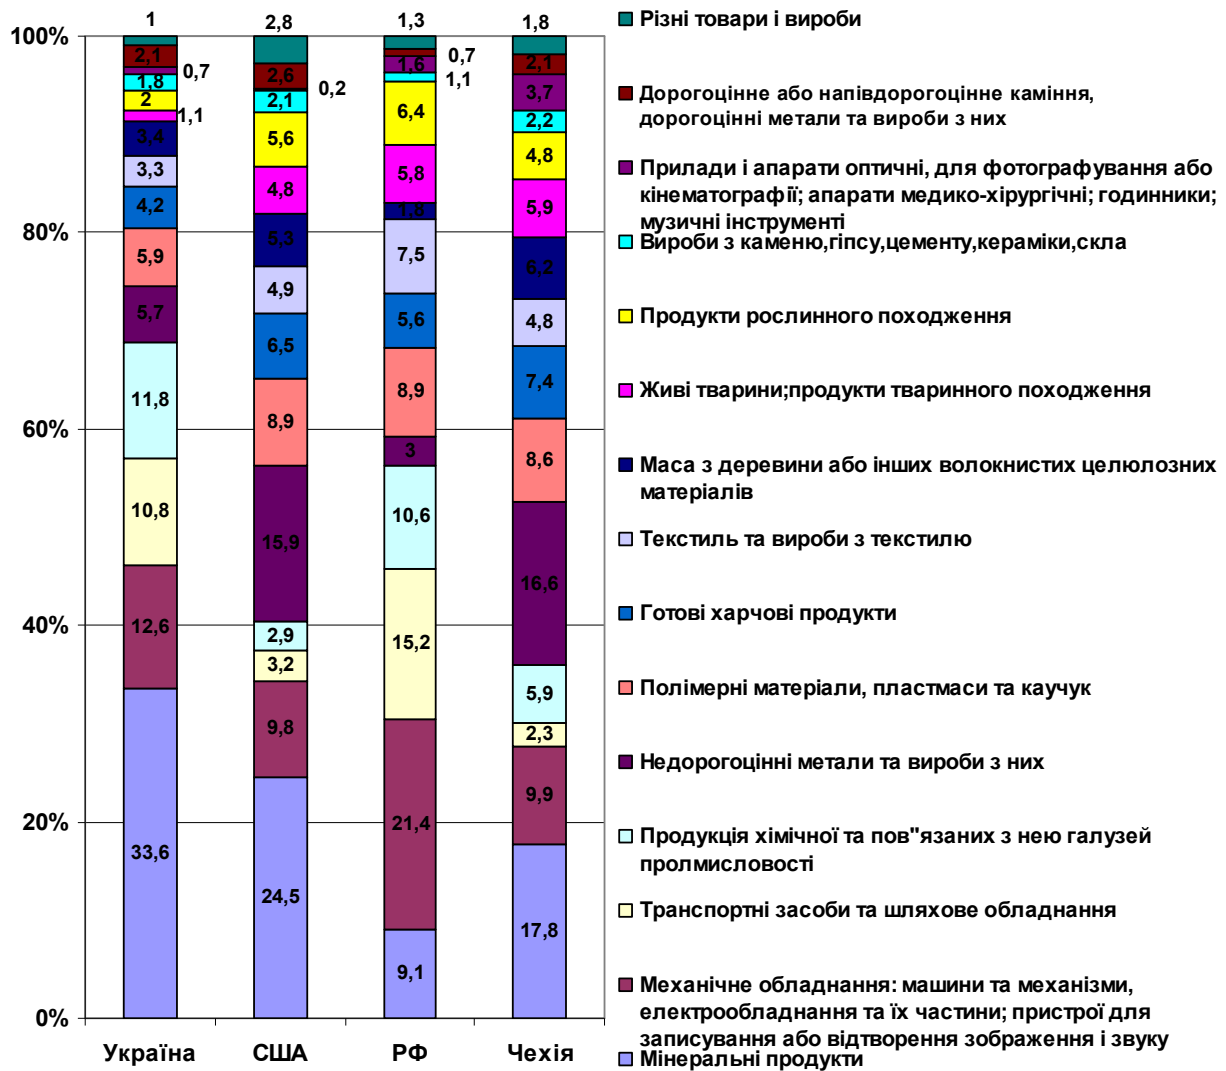 1
2,8
1,3
1,8
100%
80%
60%
40%
20%
0%
2,1
0,7
1,8
2
1,1
3,4
3,3
4,2
5,9
5,7
11,8
10,8
12,6
33,6
2,6
0,2
2,1
5,6
4,8
5,3
4,9
6,5
8,9
15,9
2,9
3,2
9,8
24,5
0,7
1,6
1,1
6,4
5,8
1,8
7,5
5,6
8,9
3
10,6
15,2
21,4
9,1
2,1
3,7
2,2
4,8
5,9
6,2
4,8
7,4
8,6
16,6
5,9
2,3
9,9
17,8
Україна
США
РФ
Чехія
Різні товари і вироби
Дорогоцінне або напівдорогоцінне каміння,
дорогоцінні метали та вироби з них
Прилади і апарати оптичні, для фотографування або
кінематографії; апарати медико-хірургічні; годинники;
музичні інструменті
Вироби з каменю,гіпсу,цементу,кераміки,скла
Продукти рослинного походження
Живі тварини;продукти тваринного походження
Маса з деревини або інших волокнистих целюлозних
матеріалів
Текстиль та вироби з текстилю
Готові харчові продукти
Полімерні матеріали, пластмаси та каучук
Недорогоцінні метали та вироби з них
Продукція хімічної та пов"язаних з нею галузей
пролмисловості
Транспортні засоби та шляхове обладнання
Механічне обладнання: машини та механізми,
електрообладнання та їх частини; пристрої для
записування або відтворення зображення і звуку
Мінеральні продукти